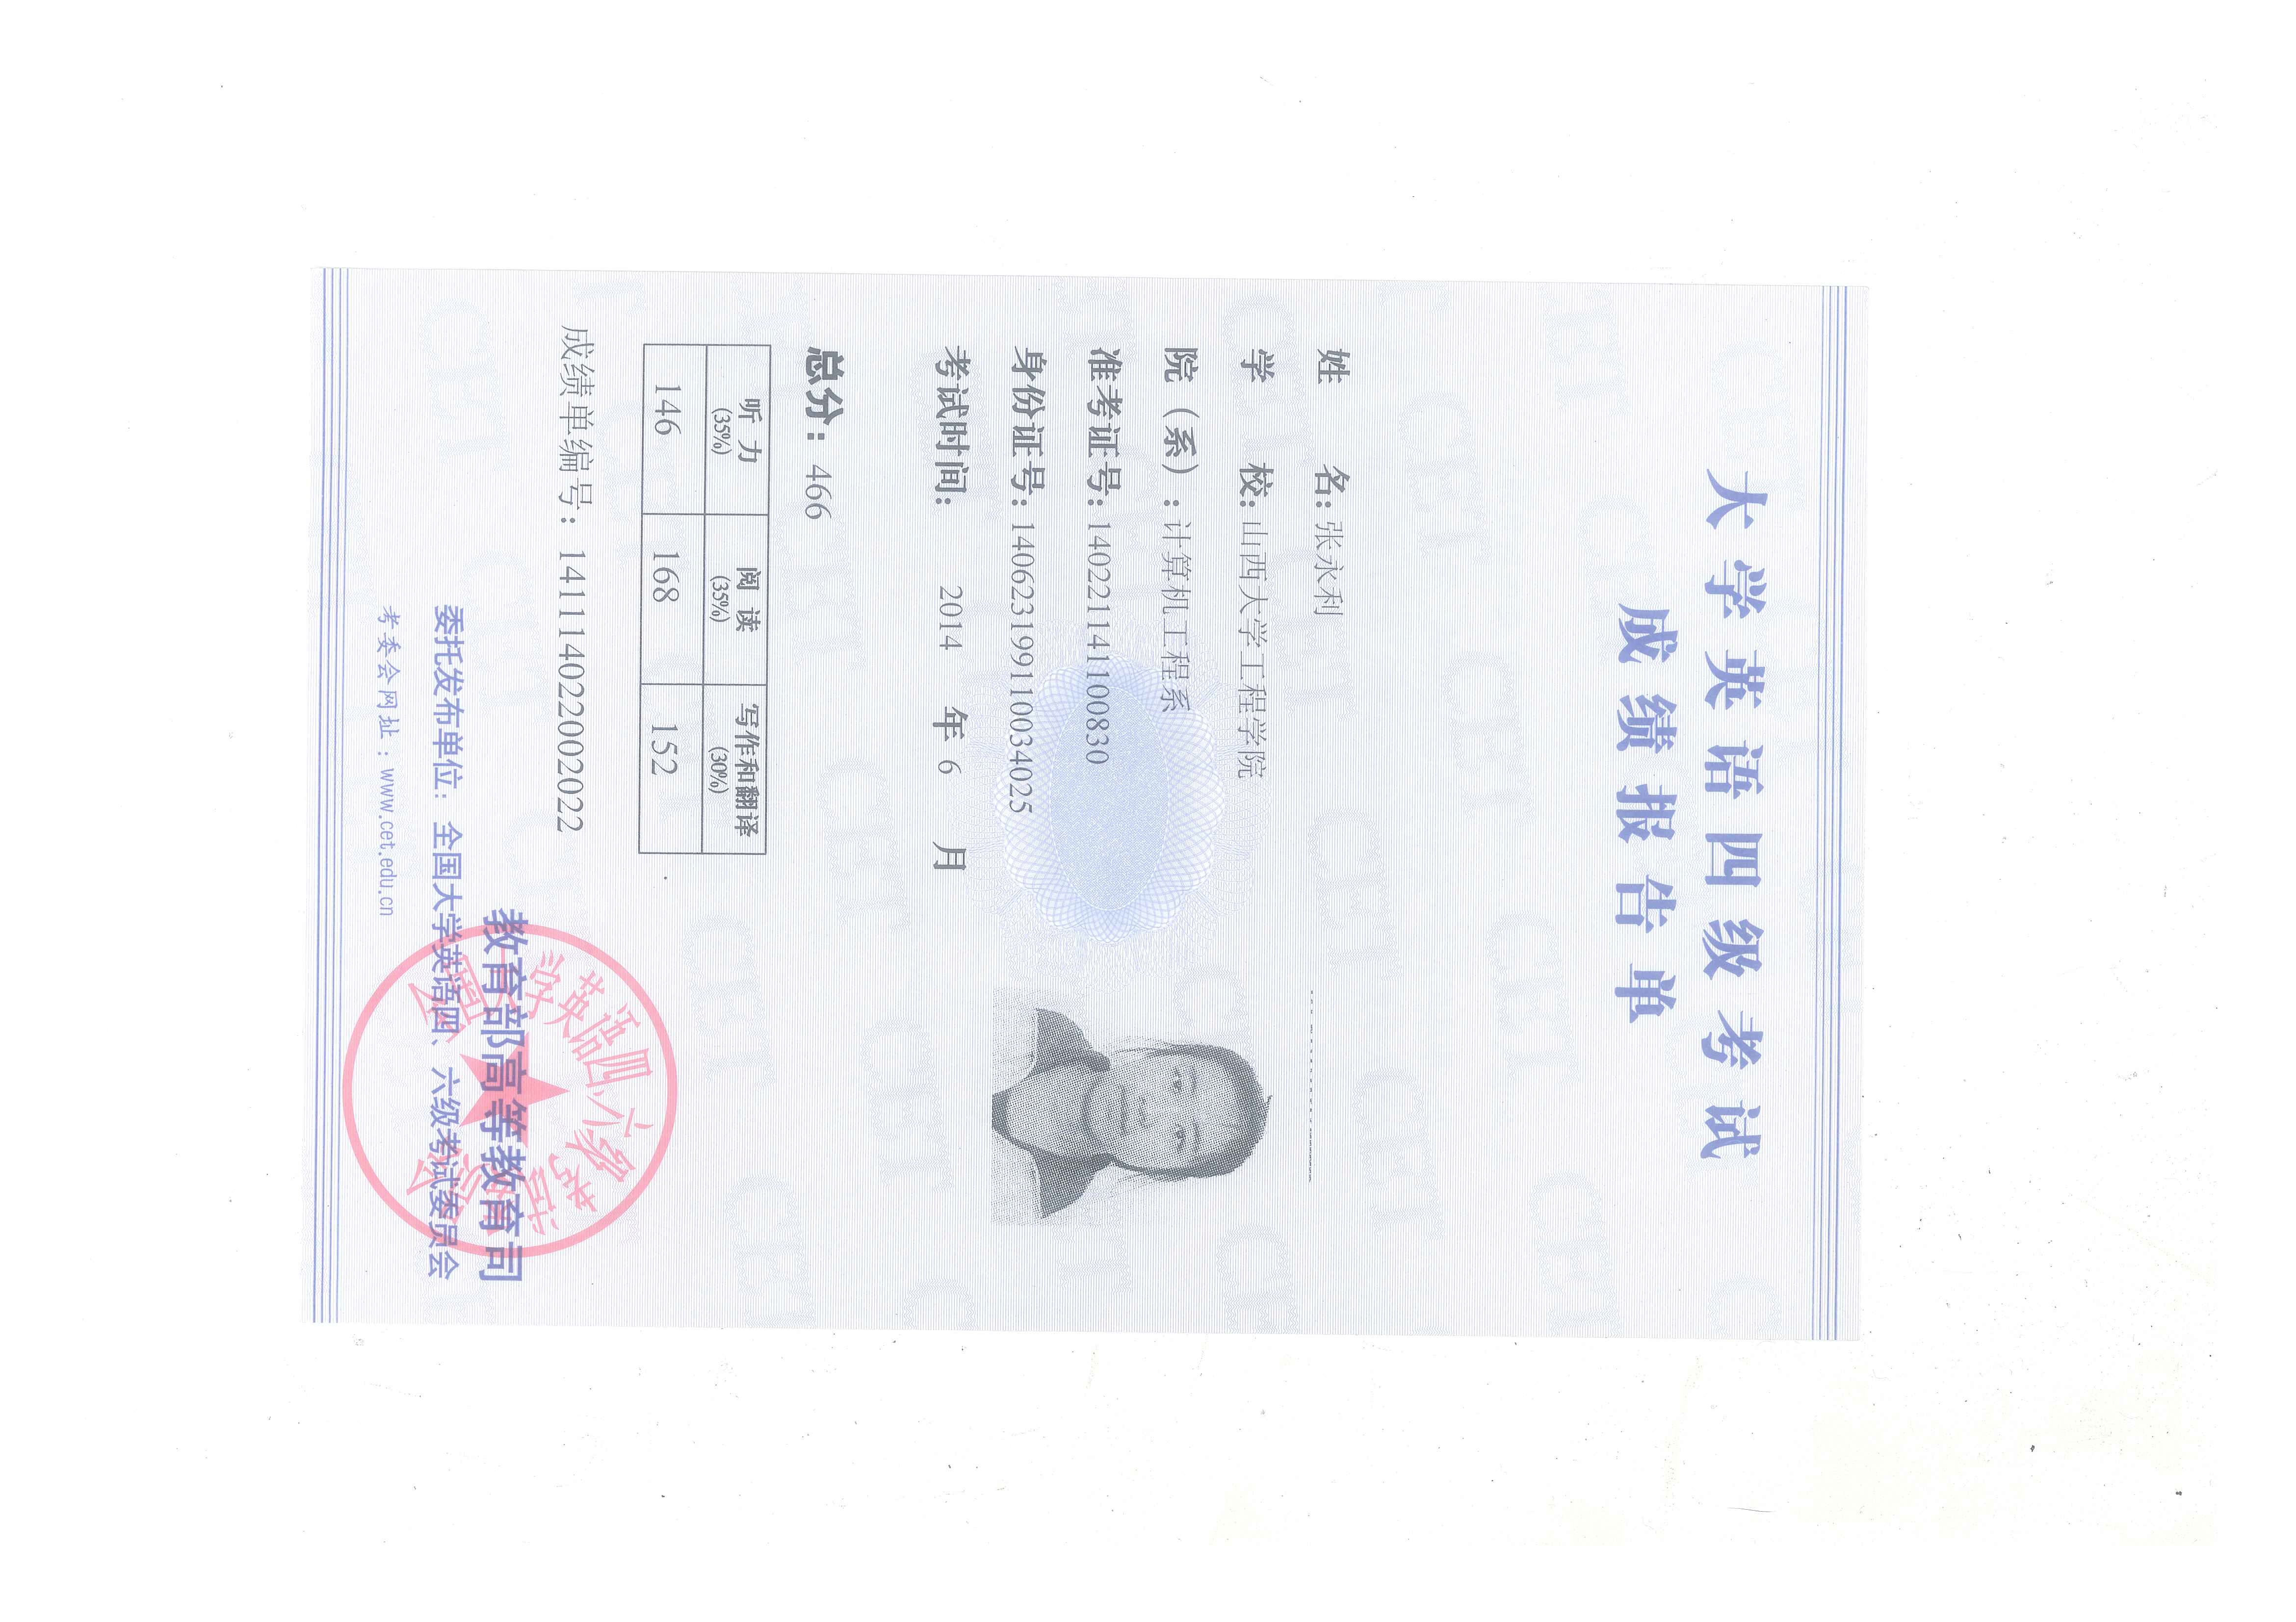 大学英语四级考试
成绩报告单
姓 名：张永利
学 校：山西大学工程学院
院（系）：计算机工程系
准考证号：140221141100830
身份证号：140623199110034025
考试时间： 2014 年 6 月
总分：466
听 力 阅 读 写作和翻译
(35%) (35%) (30%)
146 168 152
成绩单编号：141114022002022
教育部高等教育司
委托发布单位：全国大学英语四、六级考试委员会
考委会网址：www.cet.edu.cn
全国大学英语四六级考试委员会